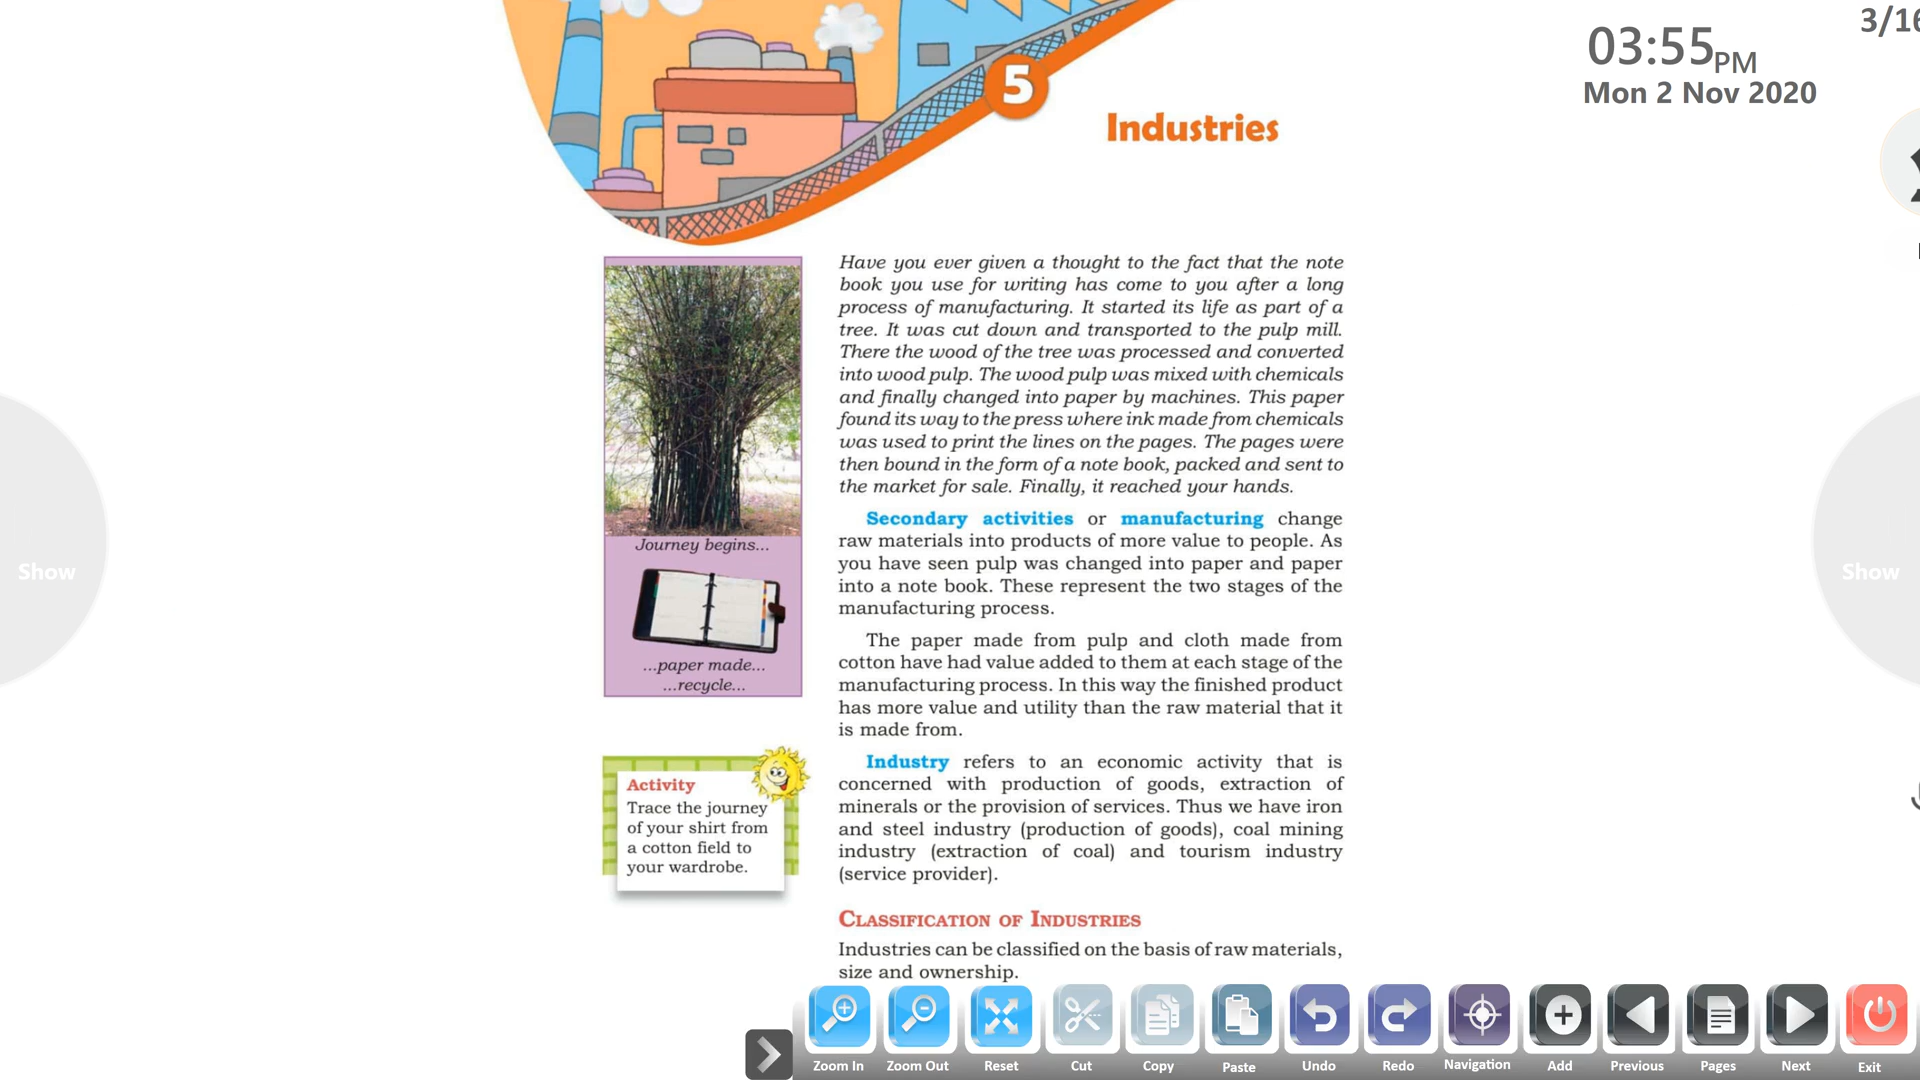 03:55PM
Mon 2 Nov 2020
5
Industries
Have you ever given a thought to the fact that the note
book you use for writing has come to you after a long
process of manufacturing. It started its life as part of a
tree. It was cut down and transported to the pulp mill.
There the wood of the tree was processed and converted
into wood pulp. The wood pulp was mixed with chemicals
and finally changed into paper by machines. This paper
found its way to the press where ink made from chemicals
was used to print the lines on the pages. The pages were
then bound in the form of a note book, packed and sent to
the market for sale. Finally, it reached your hands.
Secondary activities or manufacturing change
raw materials into products of more value to people. As
you have seen pulp was changed into paper and paper
into a note book. These represent the two stages of the
manufacturing process.
The paper made from pulp and cloth made from
cotton have had value added to them at each stage of the
manufacturing process. In this way the finished product
has more value and utility than the raw material that it
is made from.
Industry refers to an economic activity that is
concerned with production of goods, extraction of
minerals or the provision of services. Thus we have iron
and steel industry (production of goods), coal mining
industry (extraction of coal) and tourism industry
(service provider).
CLASSIFICATION OF INDUSTRIES
Industries can be classified on the basis of raw materials,
size and ownership.
Journey begins...
...paper made...
...recycle...
Activity
Trace the journey
of your shirt from
a cotton field to
your wardrobe.
Show
Show
Zoom In Zoom Out Reset Cut Copy Paste Undo Redo Navigation Add Previous Pages Next Exit